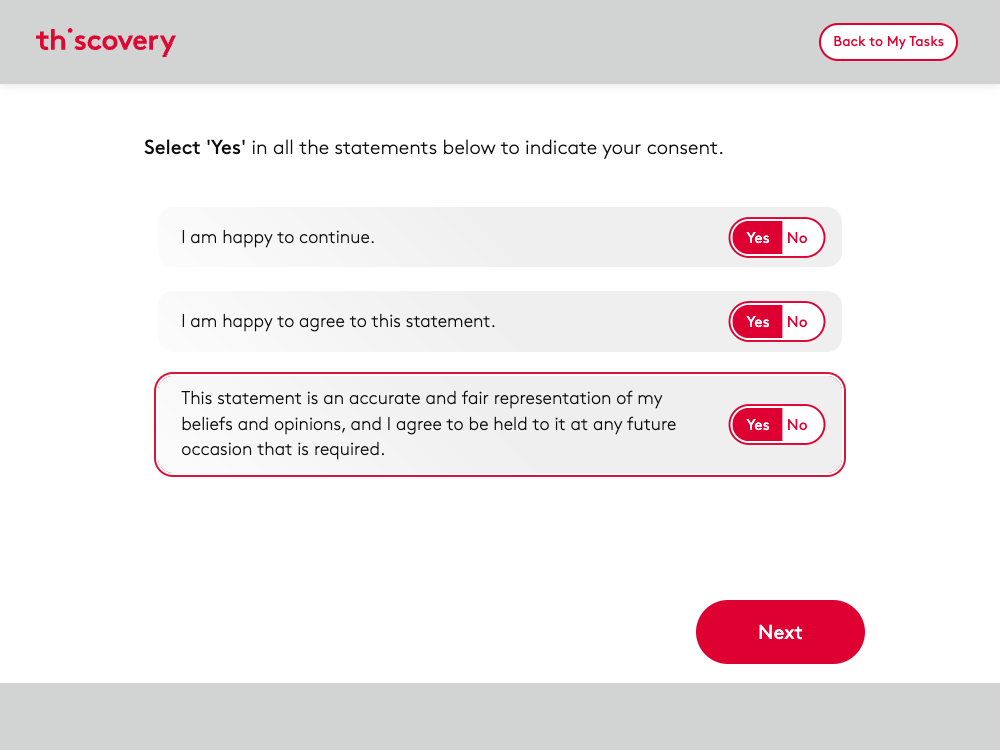 th•scovery
Back to My Tasks
Select 'Yes' in all the statements below to indicate your consent.
I am happy to continue.
Yes No
I am happy to agree to this statement.
Yes No
This statement is an accurate and fair representation of my
beliefs and opinions, and I agree to be held to it at any future
occasion that is required.
Yes No
Next